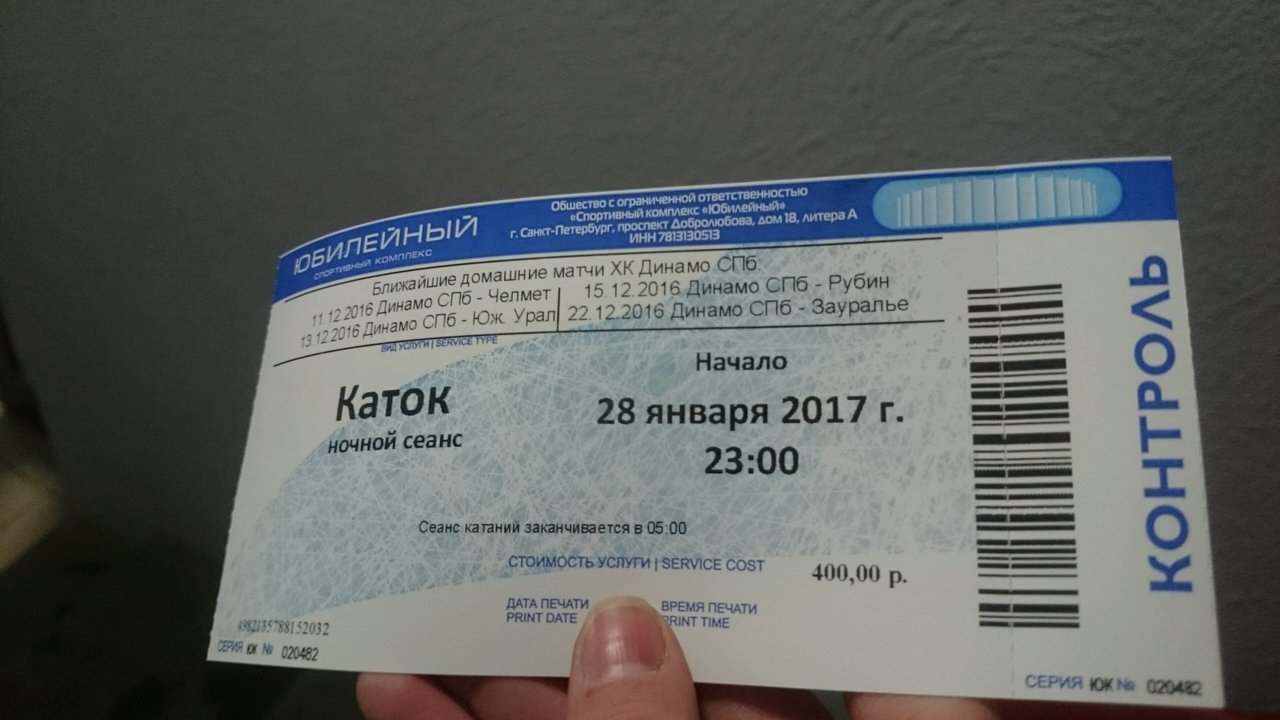 ЮБИЛЕЙНЫЙ
СПОРТИВНЫЙ КОМПЛЕКС
Общество с ограниченной ответственностью
«Спортивный комплекс «Юбилейный»
г. Санкт-Петербург, проспект Добролюбова, дом 18, литера А
ИНН 7813130513
Ближайшие домашние матчи ХК Динамо СПб:
11.12.2016 Динамо СПб - Челмет
13.12.2016 Динамо СПб - Юж. Урал
15.12.2016 Динамо СПб - Рубин
22.12.2016 Динамо СПб - Зауралье
ВИД УСЛУГИ | SERVICE TYPE
Каток
ночной сеанс
Начало
28 января 2017 г.
23:00
Сеанс катаний заканчивается в 05:00
СТОИМОСТЬ УСЛУГИ | SERVICE COST 400,00 р.
ДАТА ПЕЧАТИ
PRINT DATE
ВРЕМЯ ПЕЧАТИ
PRINT TIME
4982135788152032
СЕРИЯ ЮК № 020482
КОНТРОЛЬ
СЕРИЯ ЮК № 020482